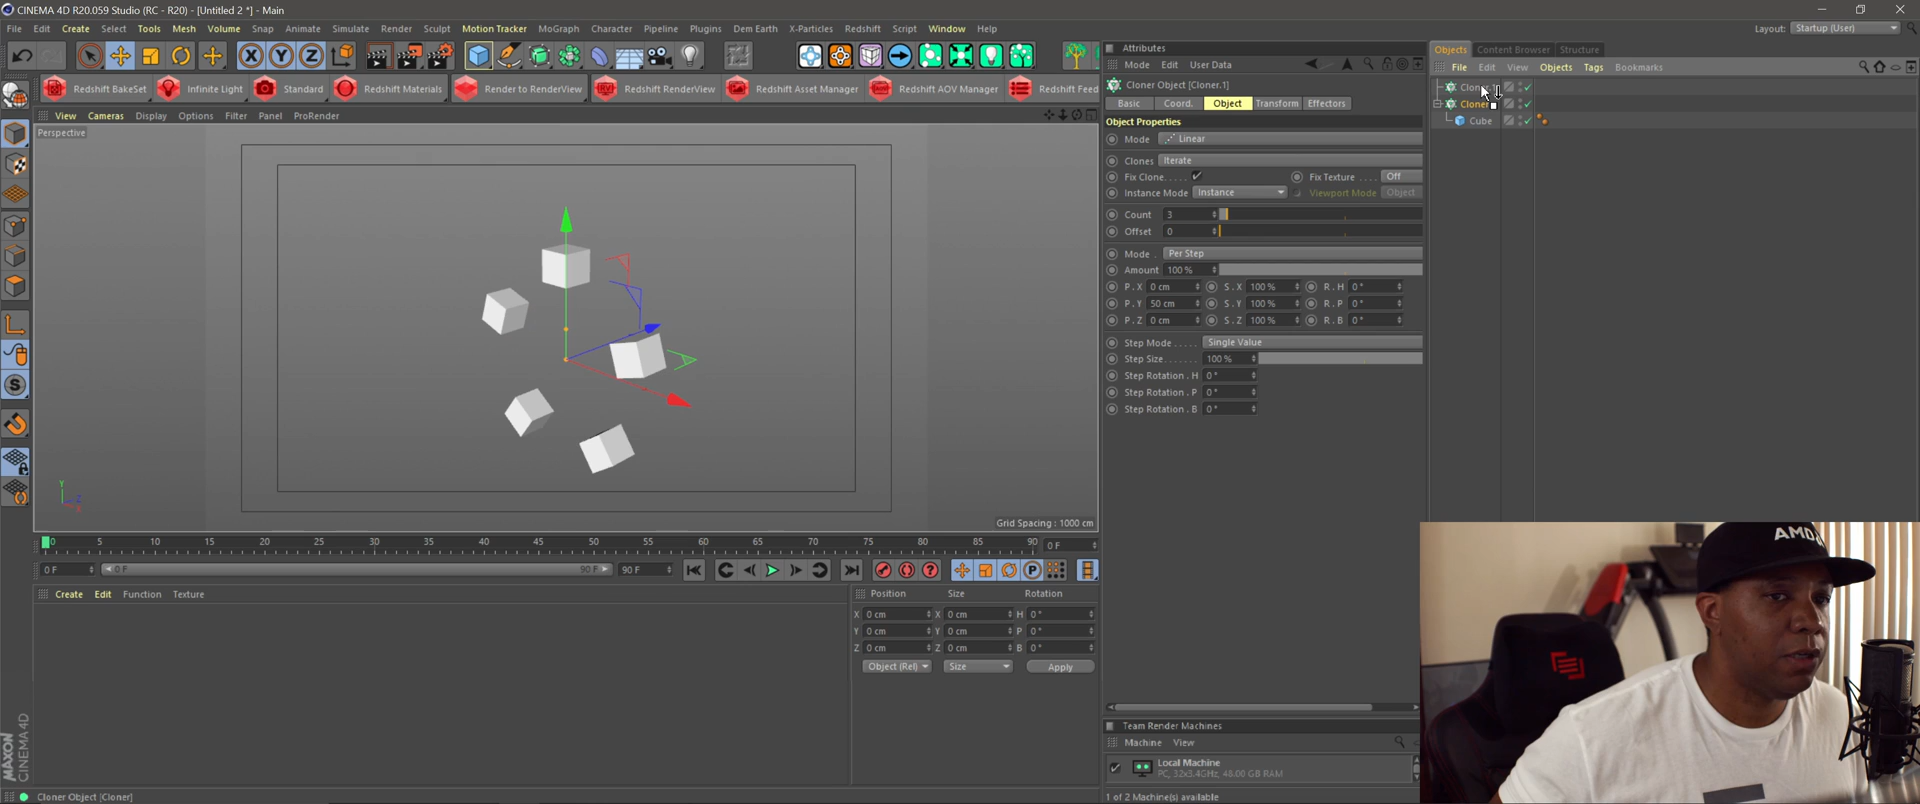 CINEMA 4D R20.059 Studio (RC - R20) - [Untitled 2 *] - Main
File Edit Create Select Tools Mesh Volume Snap Animate Simulate Render Sculpt Motion Tracker MoGraph Character Pipeline Plugins Dem Earth X-Particles Redshift Script Window Help
Layout: Startup (User)
X Y Z
Redshift BakeSet Infinite Light Standard Redshift Materials Render to RenderView Redshift RenderView Redshift Asset Manager Redshift AOV Manager Redshift Feed
View Cameras Display Options Filter Panel ProRender
Perspective
Y
Z
X
Grid Spacing : 1000 cm
0 5 10 15 20 25 30 35 40 45 50 55 60 65 70 75 80 85 90 0 F
0 F 0 F 90 F 90 F
P
Create Edit Function Texture
Position Size Rotation
X 0 cm X 0 cm H 0 °
Y 0 cm Y 0 cm P 0 °
Z 0 cm Z 0 cm B 0 °
Object (Rel) Size Apply
MAXON
CINEMA 4D
Cloner Object [Cloner]
Attributes
Mode Edit User Data
Cloner Object [Cloner.1]
Basic Coord. Object Transform Effectors
Object Properties
Mode Linear
Clones Iterate
Fix Clone..... Fix Texture .... Off
Instance Mode Instance Viewport Mode Object
Count 3
Offset 0
Mode . Per Step
Amount 100 %
P . X 0 cm S . X 100 % R . H 0 °
P . Y 50 cm S . Y 100 % R . P 0 °
P . Z 0 cm S . Z 100 % R . B 0 °
Step Mode..... Single Value
Step Size....... 100 %
Step Rotation . H 0 °
Step Rotation . P 0 °
Step Rotation . B 0 °
Team Render Machines
Machine View
Local Machine
PC, 32x3.4GHz, 48.00 GB RAM
1 of 2 Machine(s) available
Objects Content Browser Structure
File Edit View Objects Tags Bookmarks
Cloner
Cube
AMD